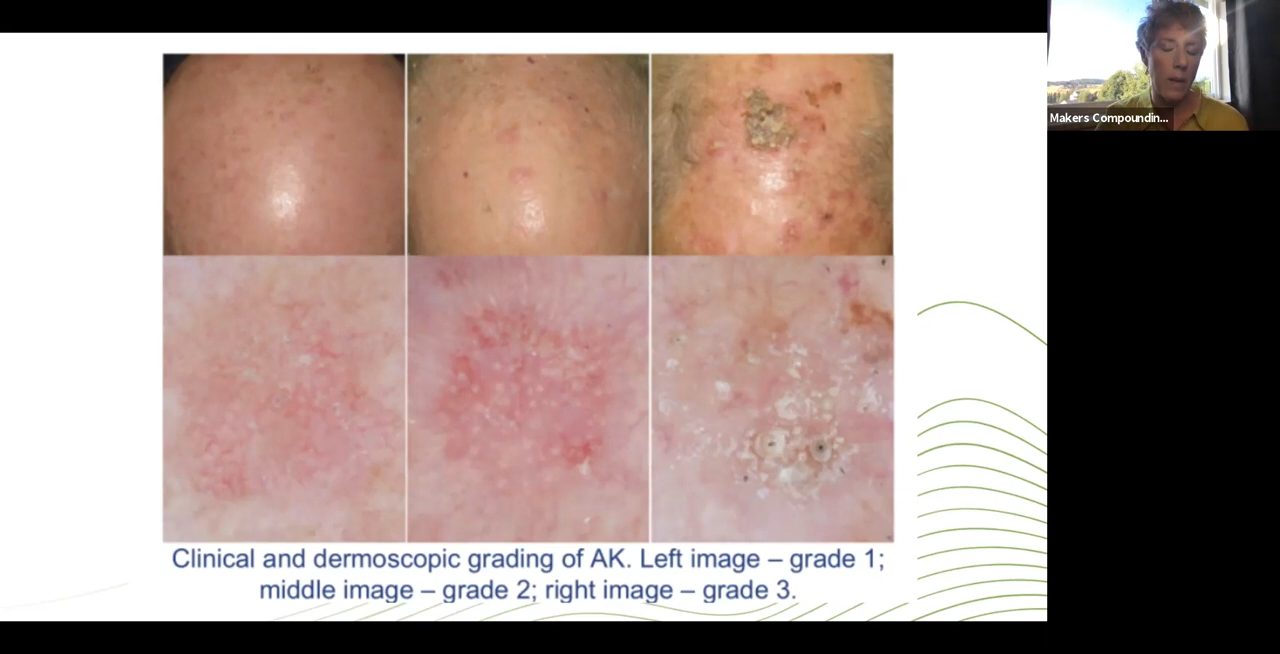 Makers Compoundin...
Clinical and dermoscopic grading of AK. Left image – grade 1;
middle image – grade 2; right image – grade 3.